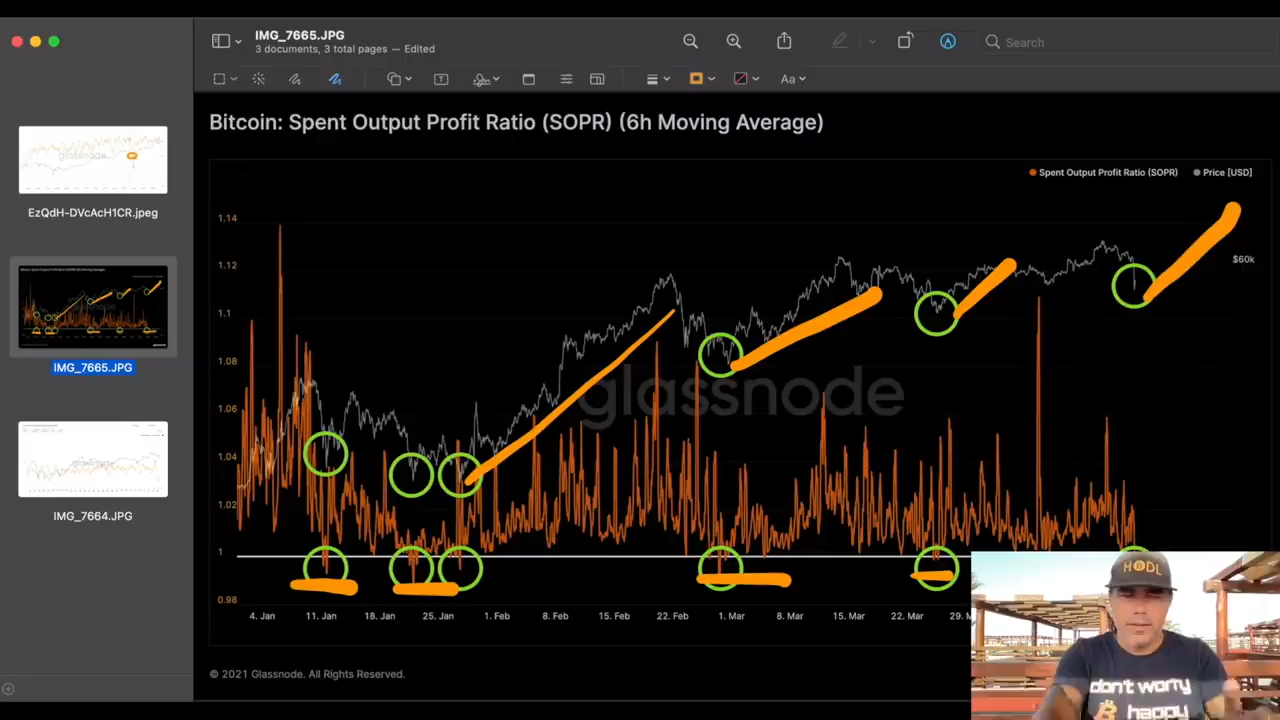 IMG_7665.JPG
3 documents, 3 total pages — Edited
Search
Aa
EzQdH-DVcAcH1CR.jpeg
IMG_7665.JPG
IMG_7664.JPG
Bitcoin: Spent Output Profit Ratio (SOPR) (6h Moving Average)
Spent Output Profit Ratio (SOPR) Price [USD]
1.14
1.12
1.1
1.08
1.06
1.04
1.02
1
0.98
$60k
glassnode
4. Jan 11. Jan 18. Jan 25. Jan 1. Feb 8. Feb 15. Feb 22. Feb 1. Mar 8. Mar 15. Mar 22. Mar 29. M
© 2021 Glassnode. All Rights Reserved.
HODL
don't worry
happy